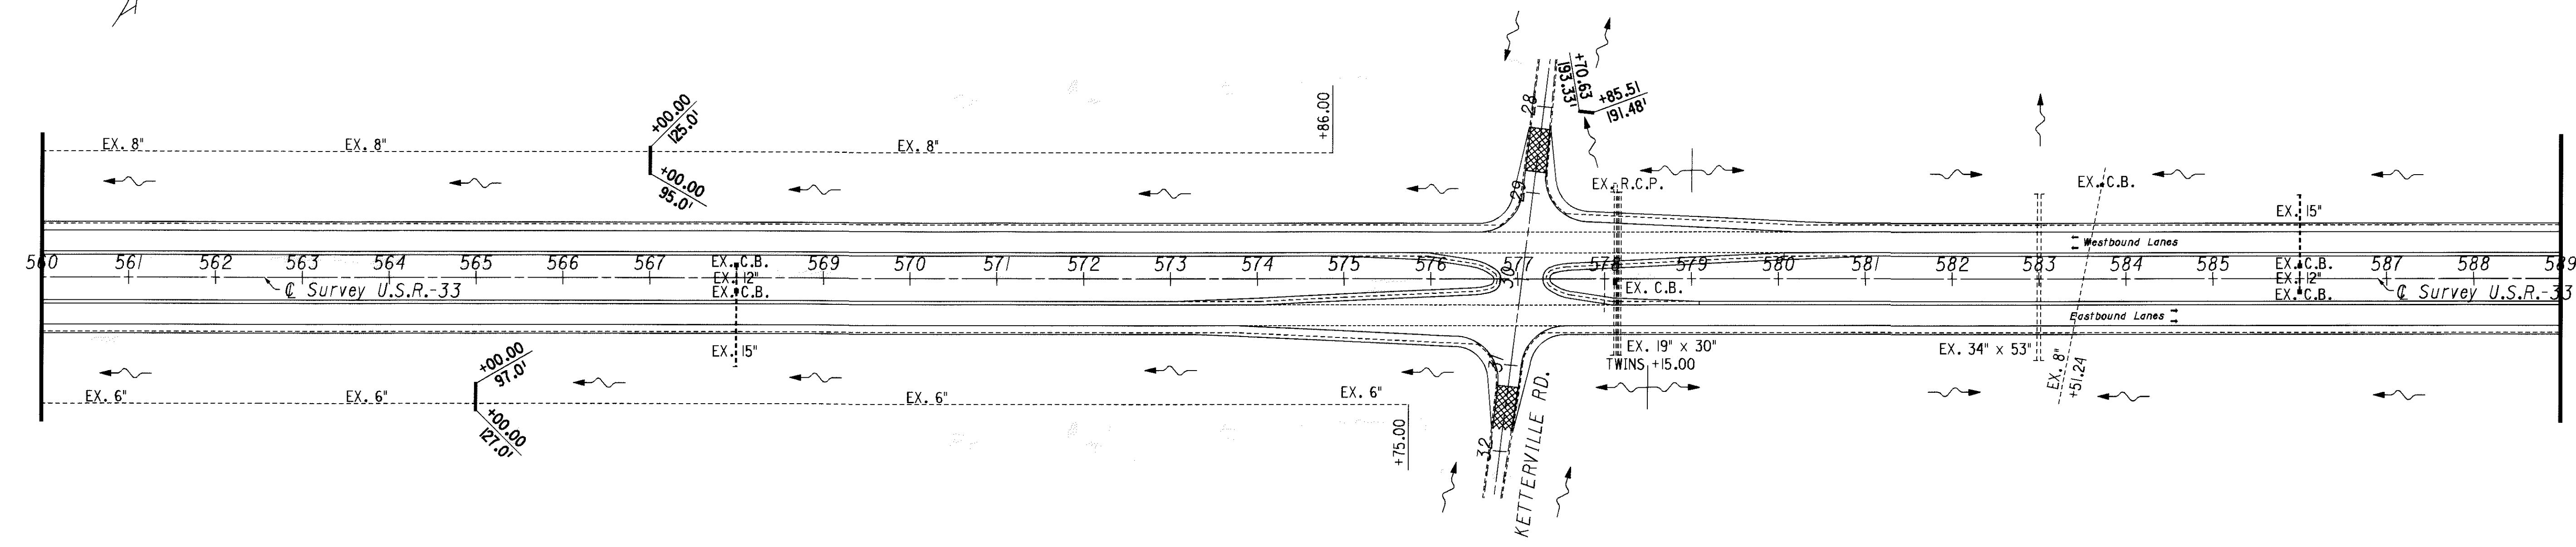 +00.00
125.0'
+00.00
95.0'
+86.00
+70.63
193.33'
+85.51
191.48'
28
29
30
31
32
EX. 8"
EX. 8"
EX. 8"
EX. R.C.P.
EX. C.B.
EX. 15"
Westbound Lanes
560 561 562 563 564 565 566 567 569 570 571 572 573 574 575 576 577 578 579 580 581 582 583 584 585 587 588 589
EX. C.B.
EX. 12"
EX. C.B.
EX. C.B.
EX. C.B.
EX. 12"
EX. C.B.
℄ Survey U.S.R.-33
℄ Survey U.S.R.-33
Eastbound Lanes
EX. 15"
EX. 19" x 30"
TWINS +15.00
EX. 34" x 53"
EX. 8"
+51.24
+00.00
97.0'
+00.00
127.0'
EX. 6"
EX. 6"
EX. 6"
EX. 6"
+75.00
KETTERVILLE RD.